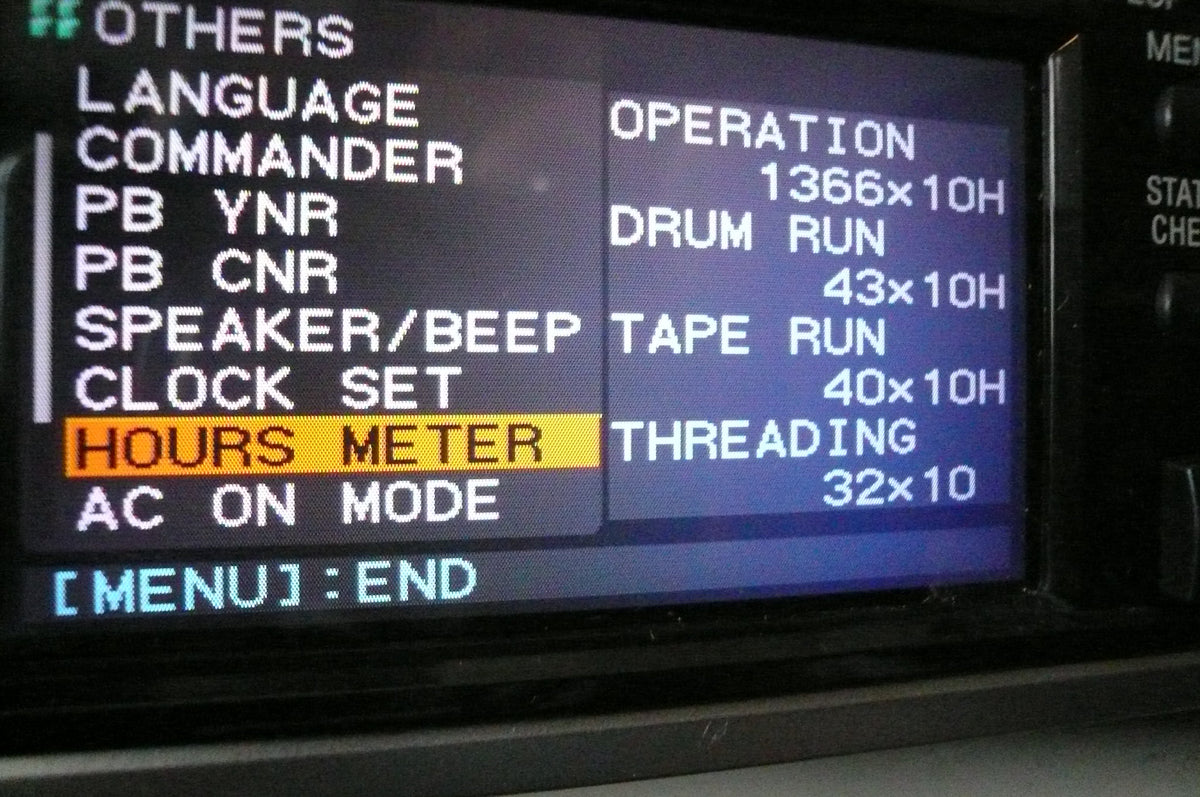 OTHERS
LANGUAGE
COMMANDER
PB YNR
PB CNR
SPEAKER/BEEP
CLOCK SET
HOURS METER
AC ON MODE
OPERATION
1366x10H
DRUM RUN
43x10H
TAPE RUN
40x10H
THREADING
32x10
[MENU]:END